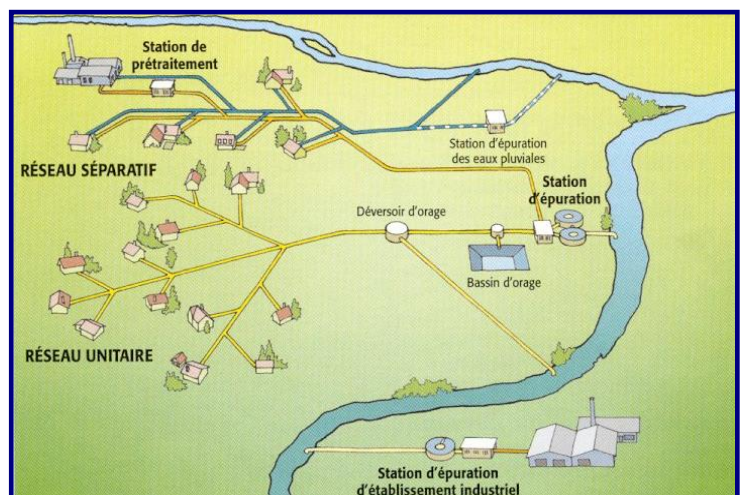 Station de
prétraitement
Station d'épuration
des eaux pluviales
RÉSEAU SÉPARATIF
Station
d'épuration
Déversoir d'orage
Bassin d'orage
RÉSEAU UNITAIRE
Station d'épuration
d'établissement industriel